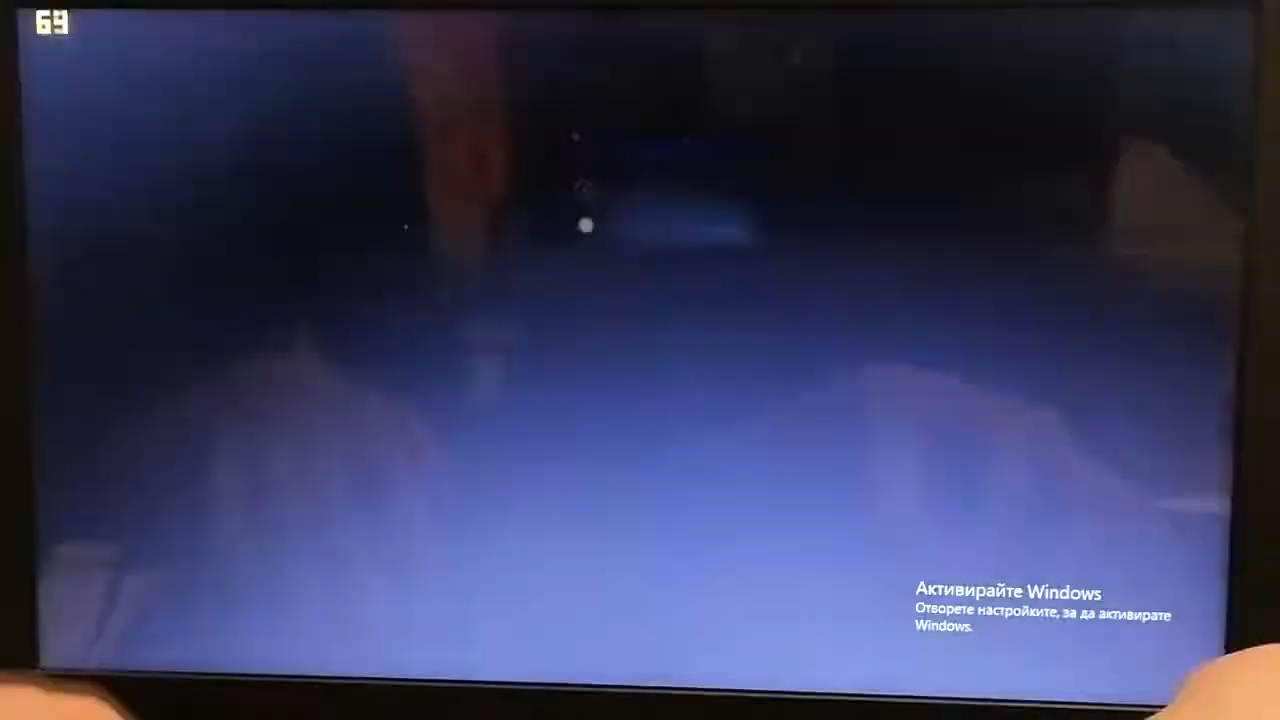 69
Активирайте Windows
Отворете настройките, за да активирате
Windows.